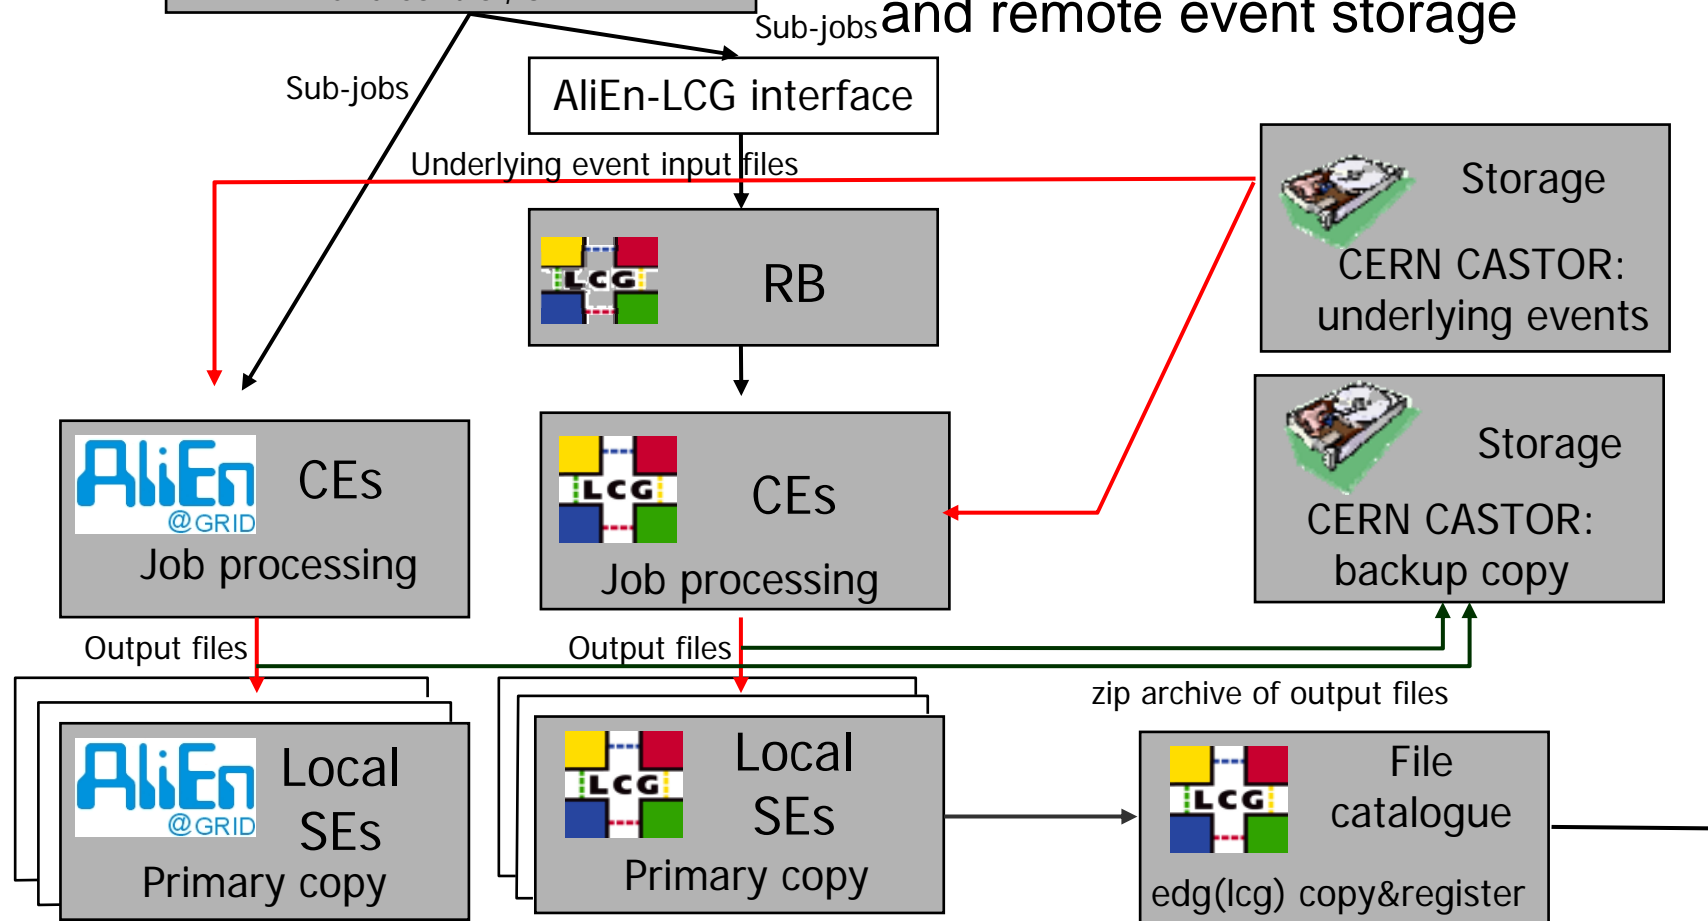 Sub-jobs
and remote event storage
Sub-jobs
AliEn-LCG interface
Underlying event input files
Storage
CERN CASTOR:
underlying events
LCG
RB
Storage
CERN CASTOR:
backup copy
AliEn
@GRID
CEs
Job processing
LCG
CEs
Job processing
Output files
Output files
zip archive of output files
AliEn
@GRID
Local
SEs
Primary copy
LCG
Local
SEs
Primary copy
LCG
File
catalogue
edg(lcg) copy&register